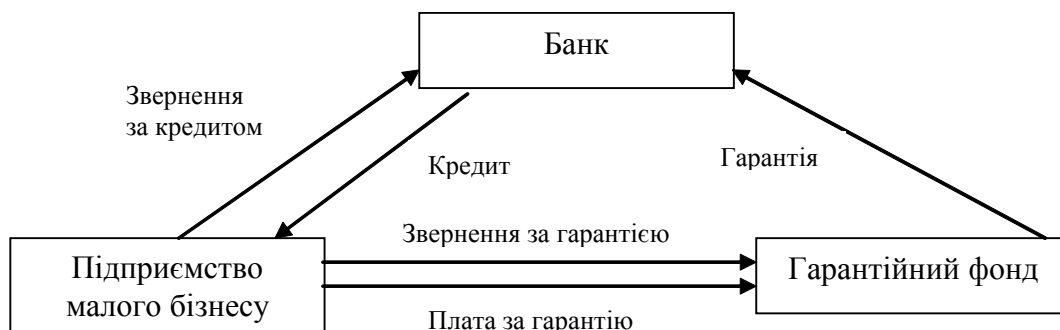 Банк
Звернення
за кредитом
Кредит
Гарантія
Звернення за гарантією
Підприємство
малого бізнесу
Гарантійний фонд
Плата за гарантію